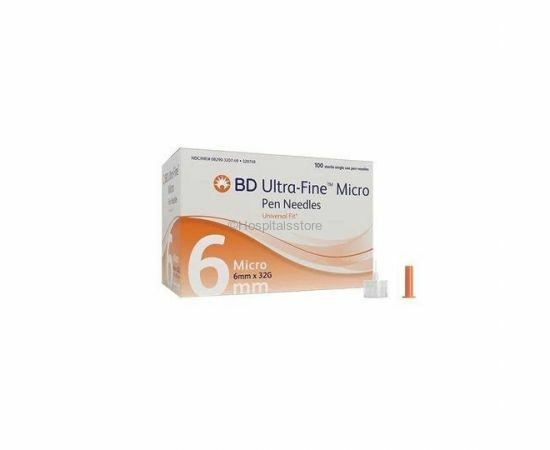 100 sterile single use pen needles
BD Ultra-Fine™ Micro
Pen Needles
Universal Fit*
©Hospitalsstore
6
Micro
6mm x 32G
mm
6